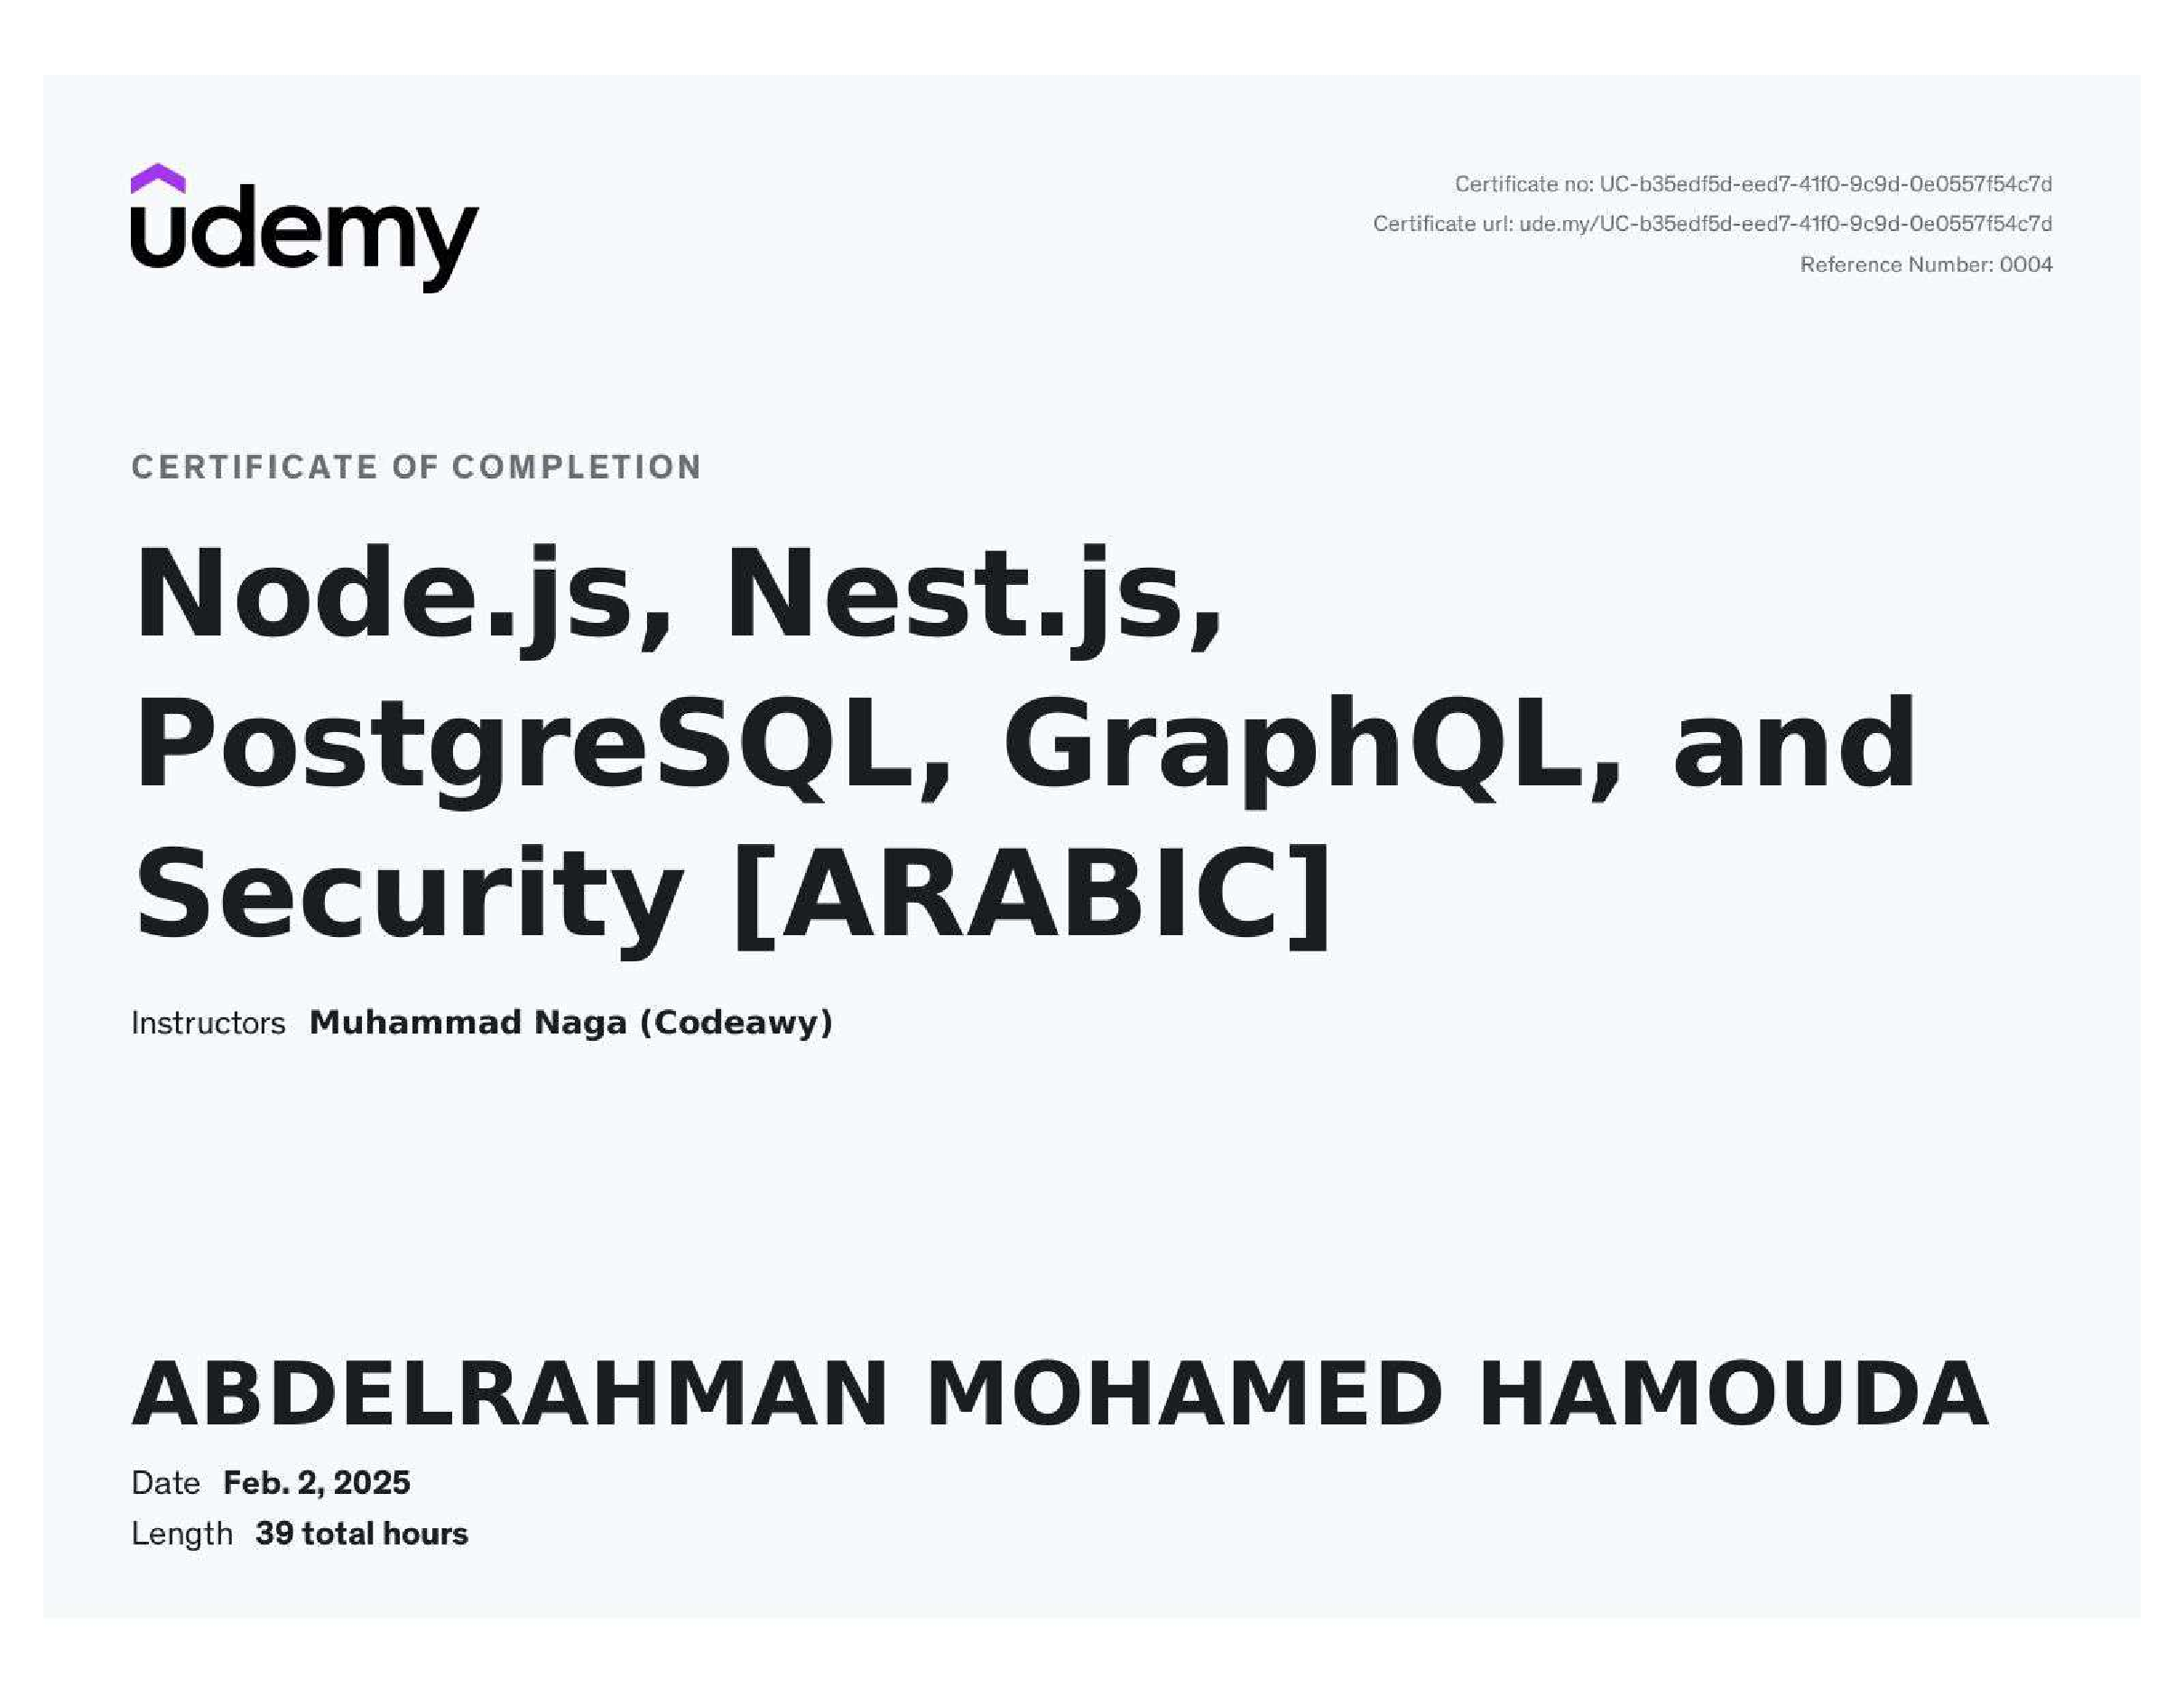 udemy
Certificate no: UC-b35edf5d-eed7-41f0-9c9d-0e0557f54c7d
Certificate url: ude.my/UC-b35edf5d-eed7-41f0-9c9d-0e0557f54c7d
Reference Number: 0004
CERTIFICATE OF COMPLETION
Node.js, Nest.js,
PostgreSQL, GraphQL, and
Security [ARABIC]
Instructors Muhammad Naga (Codeawy)
ABDELRAHMAN MOHAMED HAMOUDA
Date Feb. 2, 2025
Length 39 total hours